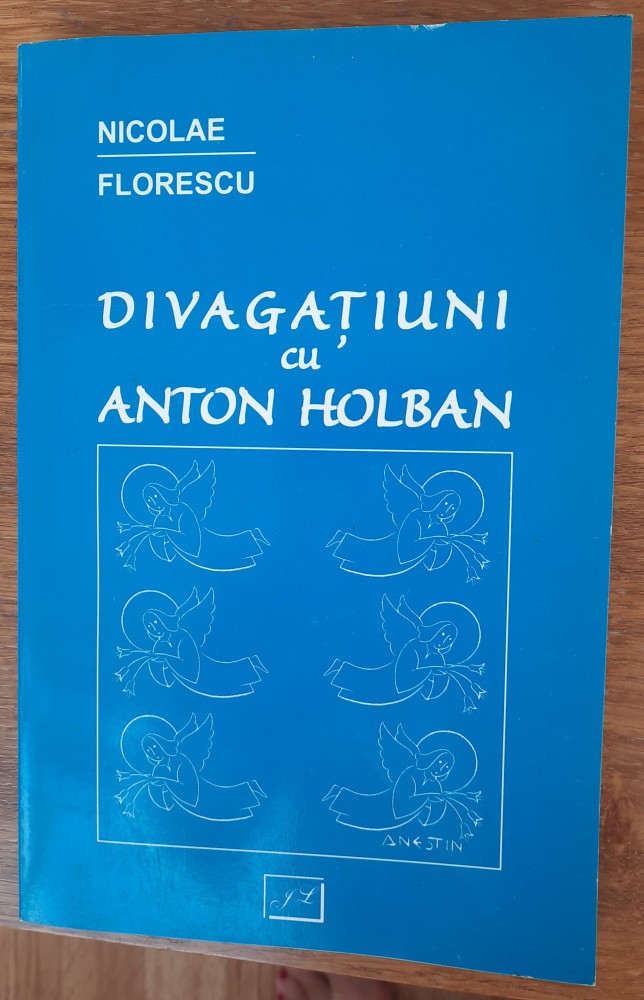 NICOLAE
FLORESCU
DIVAGAȚIUNI
cu
ANTON HOLBAN
ANESTIN
JL